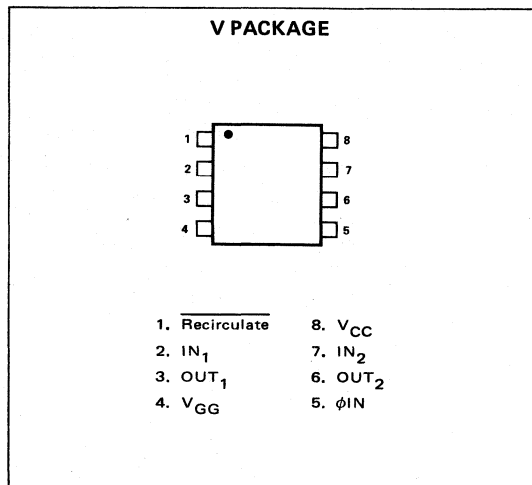 V PACKAGE
1 8
2 7
3 6
4 5
1. Recirculate 8. VCC
2. IN1 7. IN2
3. OUT1 6. OUT2
4. VGG 5. ϕIN